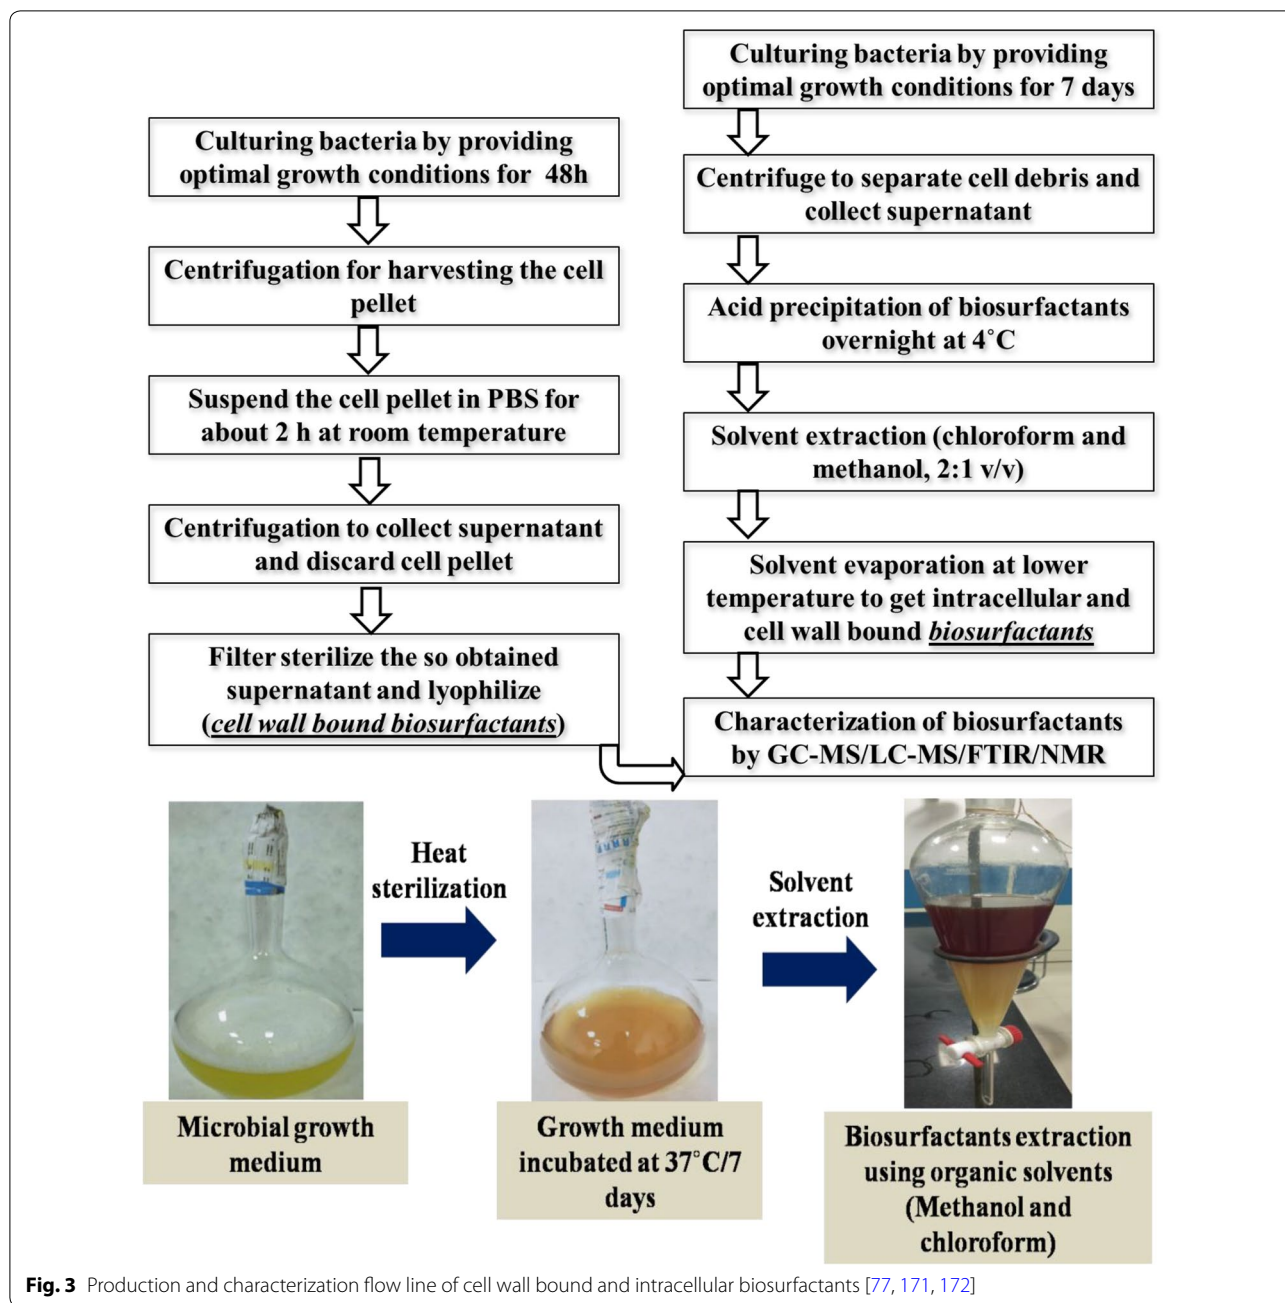 Culturing bacteria by providing
optimal growth conditions for 48h
Centrifugation for harvesting the cell
pellet
Suspend the cell pellet in PBS for
about 2 h at room temperature
Centrifugation to collect supernatant
and discard cell pellet
Filter sterilize the so obtained
supernatant and lyophilize
(cell wall bound biosurfactants)
Culturing bacteria by providing
optimal growth conditions for 7 days
Centrifuge to separate cell debris and
collect supernatant
Acid precipitation of biosurfactants
overnight at 4˚C
Solvent extraction (chloroform and
methanol, 2:1 v/v)
Solvent evaporation at lower
temperature to get intracellular and
cell wall bound biosurfactants
Characterization of biosurfactants
by GC-MS/LC-MS/FTIR/NMR
Heat
sterilization
Solvent
extraction
Microbial growth
medium
Growth medium
incubated at 37˚C/7
days
Biosurfactants extraction
using organic solvents
(Methanol and
chloroform)
Fig. 3 Production and characterization flow line of cell wall bound and intracellular biosurfactants [77, 171, 172]